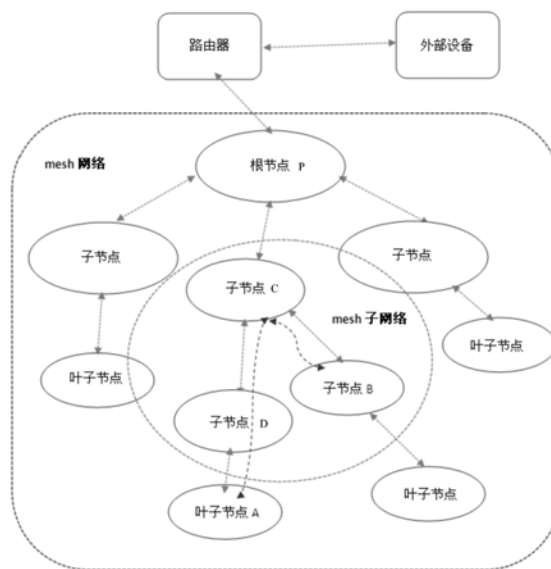 路由器
外部设备
mesh 网络
根节点 P
子节点
子节点
子节点 C
mesh 子网络
叶子节点
叶子节点
子节点 B
子节点 D
叶子节点
叶子节点 A